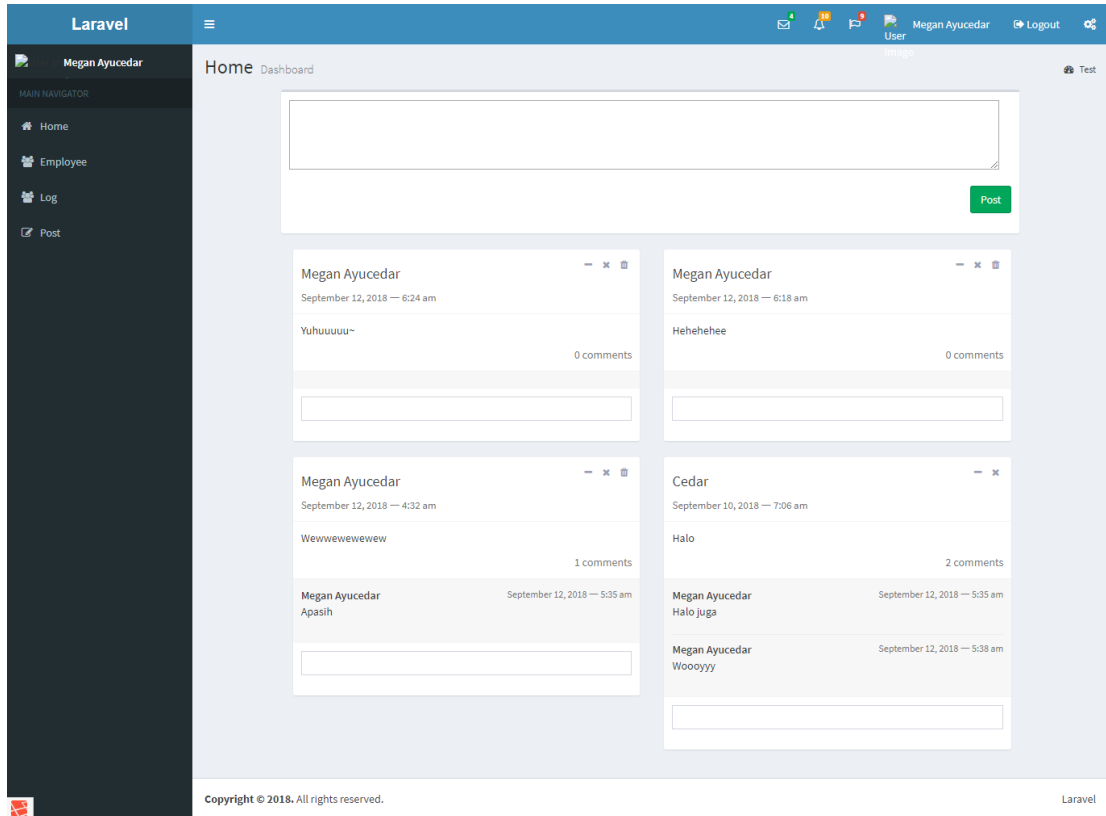 Laravel
4
10
9
User Image
Megan Ayucedar
Logout
Megan Ayucedar
MAIN NAVIGATOR
Home
Employee
Log
Post
Home Dashboard
Test
Post
Megan Ayucedar
September 12, 2018 — 6:24 am
Yuhuuuuu~
0 comments
Megan Ayucedar
September 12, 2018 — 6:18 am
Hehehehee
0 comments
Megan Ayucedar
September 12, 2018 — 4:32 am
Wewwewewewew
1 comments
Megan Ayucedar
September 12, 2018 — 5:35 am
Apasih
Cedar
September 10, 2018 — 7:06 am
Halo
2 comments
Megan Ayucedar
September 12, 2018 — 5:35 am
Halo juga
Megan Ayucedar
September 12, 2018 — 5:38 am
Woooyyy
Copyright © 2018. All rights reserved.
Laravel